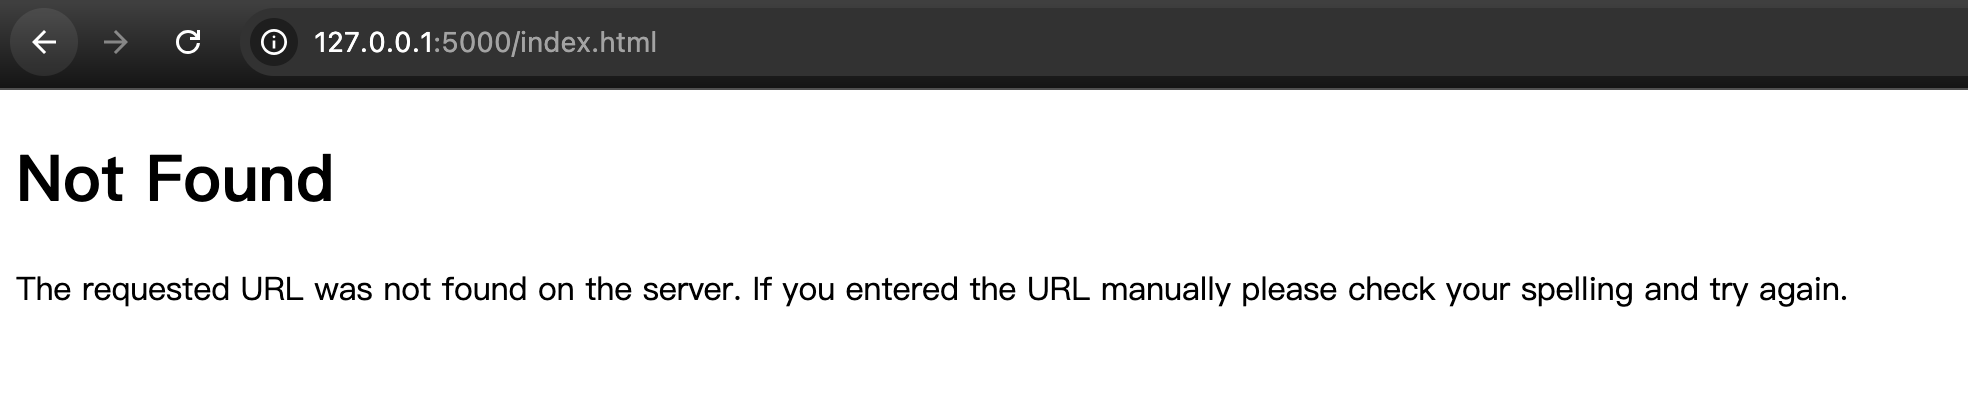 127.0.0.1:5000/index.html
Not Found
The requested URL was not found on the server. If you entered the URL manually please check your spelling and try again.